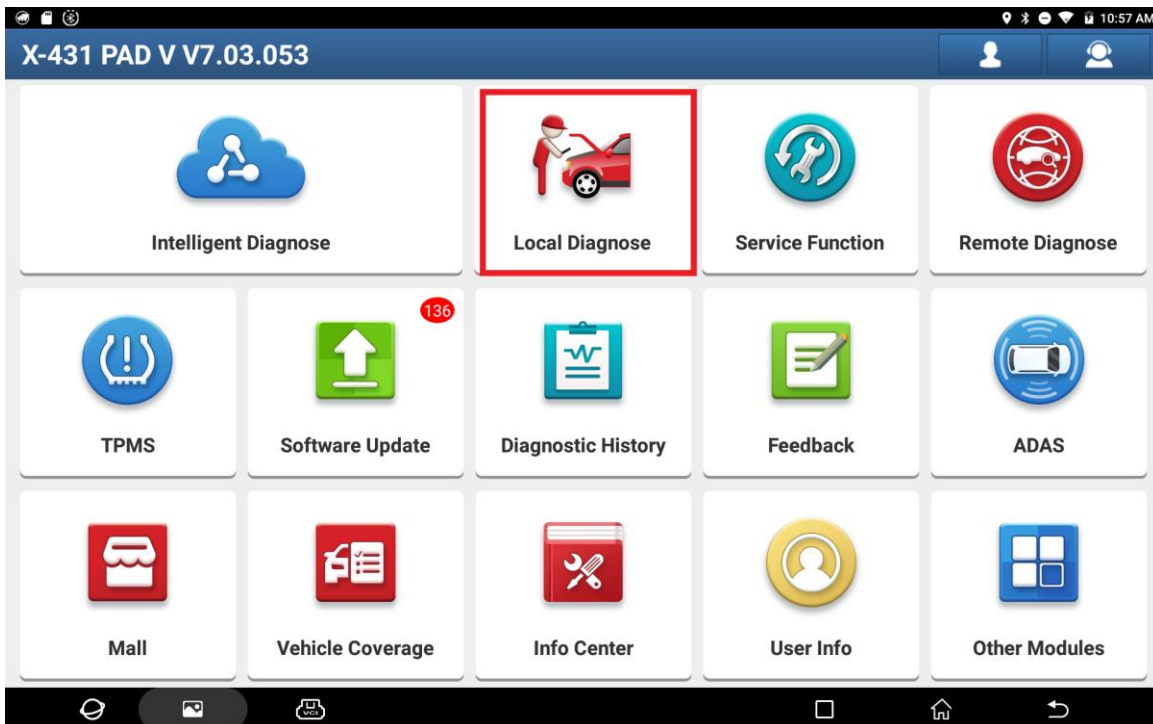 10:57 AM
X-431 PAD V V7.03.053
Intelligent Diagnose
Local Diagnose
Service Function
Remote Diagnose
136
TPMS
Software Update
Diagnostic History
Feedback
ADAS
Mall
Vehicle Coverage
Info Center
User Info
Other Modules
VCI